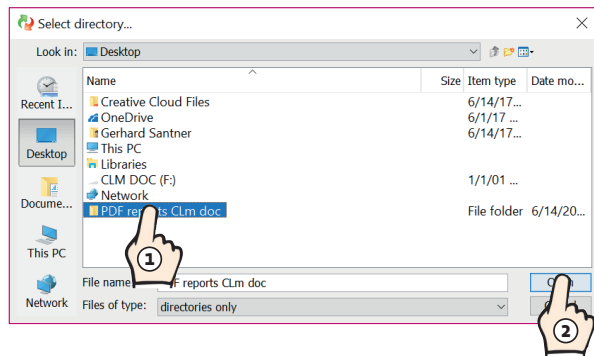 Select directory...
Look in: Desktop
Name Size Item type Date mo...
Recent I...
Desktop
Docume...
This PC
Network
Creative Cloud Files 6/14/17...
OneDrive 6/1/17 ...
Gerhard Santner 6/14/17...
This PC
Libraries
CLM DOC (F:) 1/1/01 ...
Network
PDF reports CLm doc File folder 6/14/20...
1
File name reports CLm doc
Files of type: directories only
2